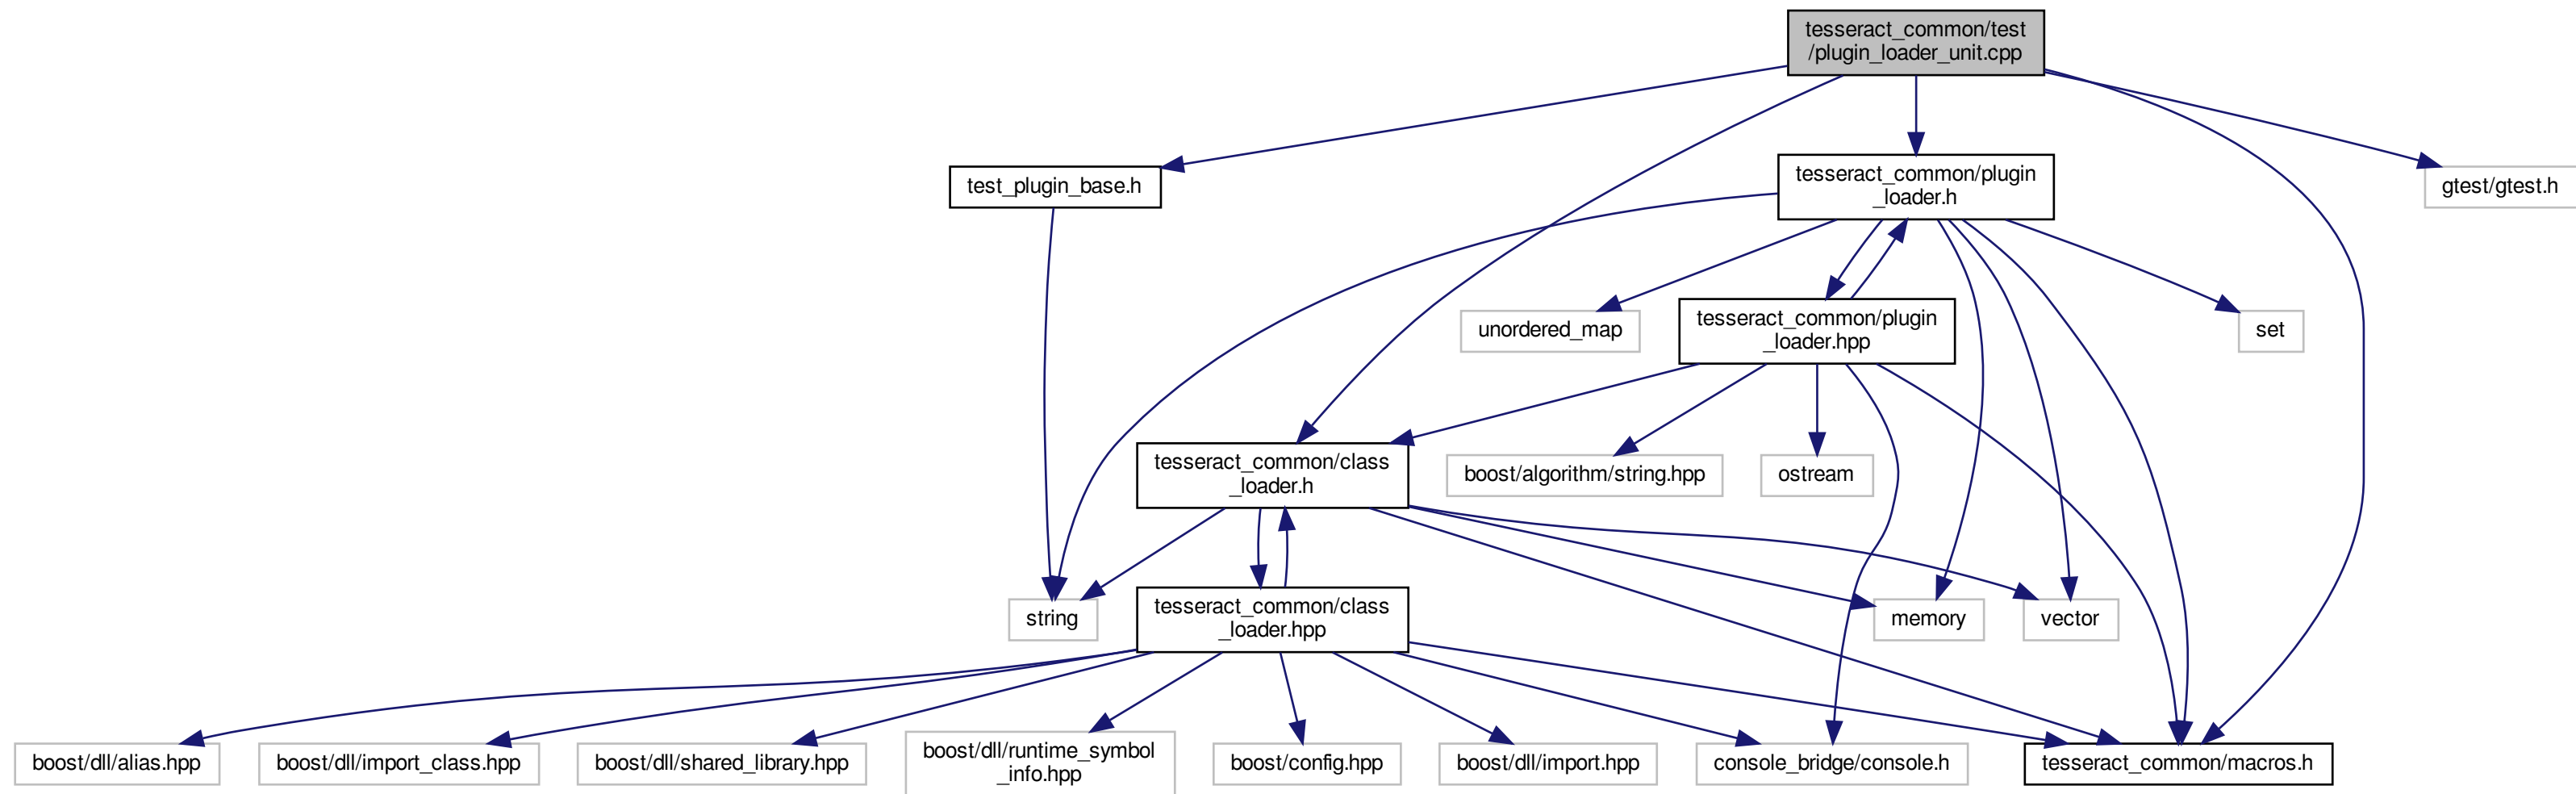 tesseract_common/test
/plugin_loader_unit.cpp
test_plugin_base.h
tesseract_common/plugin
_loader.h
gtest/gtest.h
unordered_map
tesseract_common/plugin
_loader.hpp
set
tesseract_common/class
_loader.h
boost/algorithm/string.hpp
ostream
string
tesseract_common/class
_loader.hpp
memory
vector
boost/dll/alias.hpp
boost/dll/import_class.hpp
boost/dll/shared_library.hpp
boost/dll/runtime_symbol
_info.hpp
boost/config.hpp
boost/dll/import.hpp
console_bridge/console.h
tesseract_common/macros.h